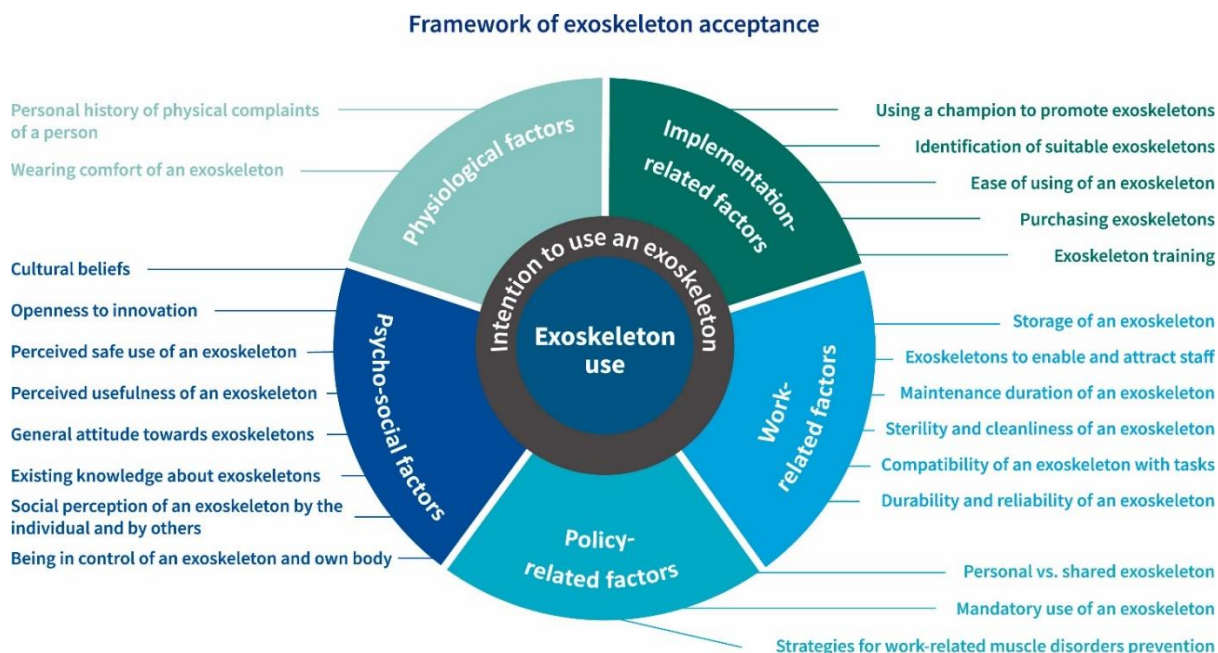 Framework of exoskeleton acceptance
Personal history of physical complaints
of a person
Wearing comfort of an exoskeleton
Physiological factors
Cultural beliefs
Openness to innovation
Perceived safe use of an exoskeleton
Perceived usefulness of an exoskeleton
General attitude towards exoskeletons
Existing knowledge about exoskeletons
Social perception of an exoskeleton by the
individual and by others
Being in control of an exoskeleton and own body
Psycho-social factors
Intention to use an exoskeleton
Exoskeleton
use
Implementation-
related factors
Using a champion to promote exoskeletons
Identification of suitable exoskeletons
Ease of using of an exoskeleton
Purchasing exoskeletons
Exoskeleton training
Work-
related factors
Storage of an exoskeleton
Exoskeletons to enable and attract staff
Maintenance duration of an exoskeleton
Sterility and cleanliness of an exoskeleton
Compatibility of an exoskeleton with tasks
Durability and reliability of an exoskeleton
Policy-
related factors
Personal vs. shared exoskeleton
Mandatory use of an exoskeleton
Strategies for work-related muscle disorders prevention